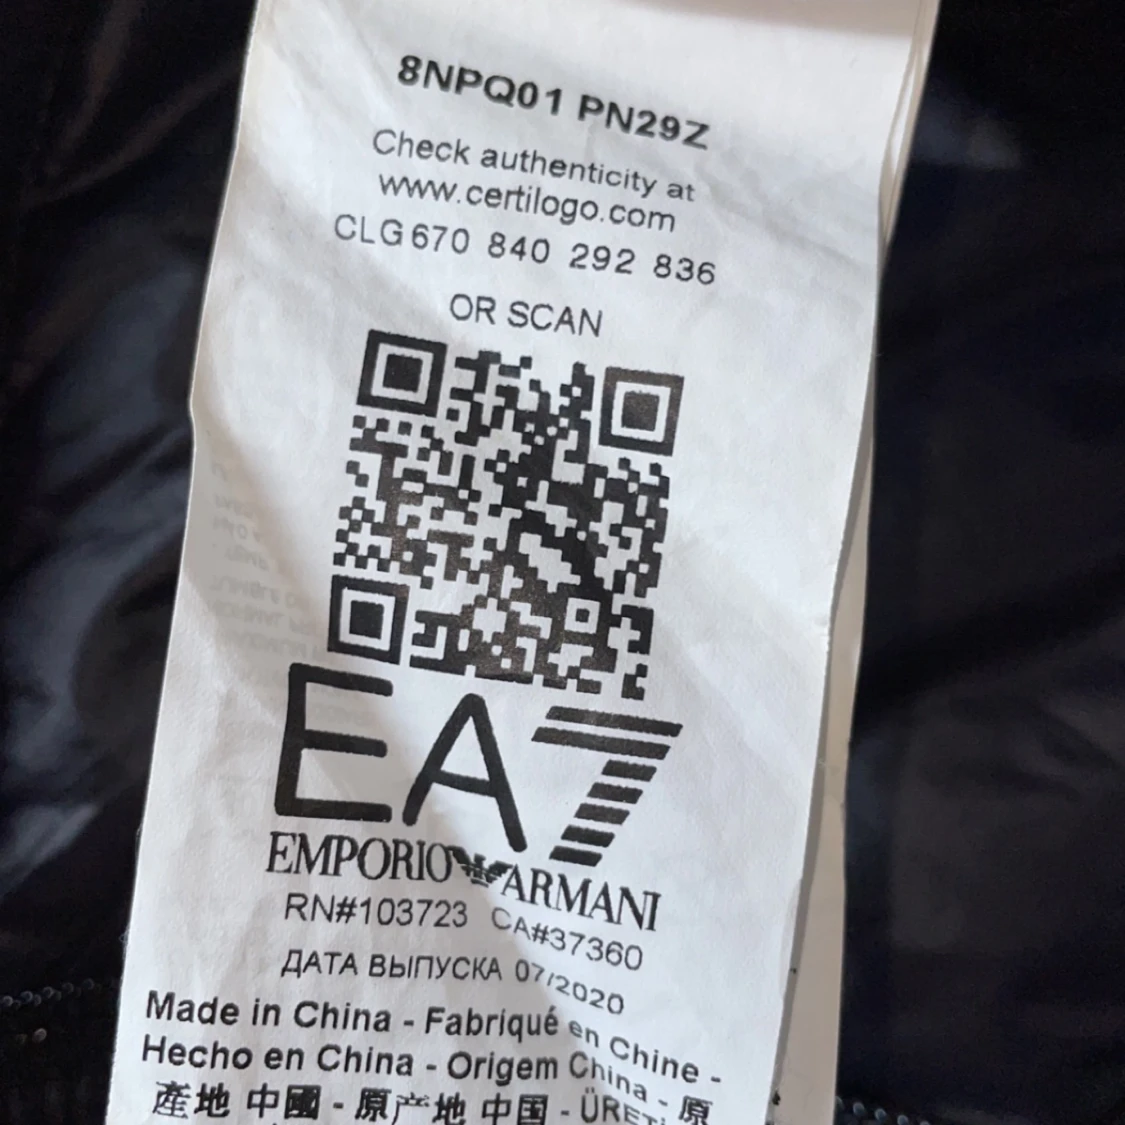 8NPQ01 PN29Z
Check authenticity at
www.certilogo.com
CLG 670 840 292 836
OR SCAN
EA7
EMPORIO ARMANI
RN#103723 CA#37360
ДАТА ВЫПУСКА 07/2020
Made in China - Fabriqué en Chine -
Hecho en China - Origem China - 原
產地 中國 - 原产地 中国 -